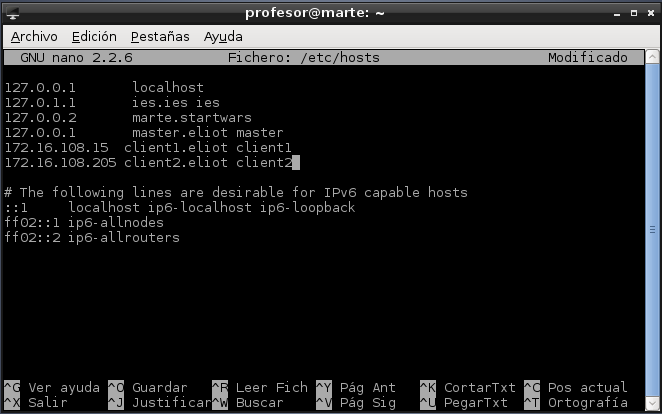 profesor@marte: ~
Archivo Edición Pestañas Ayuda
GNU nano 2.2.6 Fichero: /etc/hosts Modificado
127.0.0.1 localhost
127.0.1.1 ies.ies ies
127.0.0.2 marte.startwars
127.0.0.1 master.eliot master
172.16.108.15 client1.eliot client1
172.16.108.205 client2.eliot client2
# The following lines are desirable for IPv6 capable hosts
::1 localhost ip6-localhost ip6-loopback
ff02::1 ip6-allnodes
ff02::2 ip6-allrouters
^G Ver ayuda ^O Guardar ^R Leer Fich ^Y Pág Ant ^K CortarTxt ^C Pos actual
^X Salir ^J Justificar ^W Buscar ^V Pág Sig ^U PegarTxt ^T Ortografía